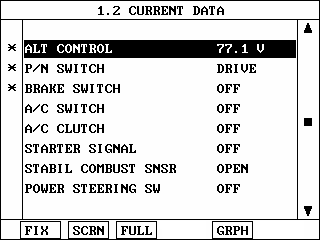 1.2 CURRENT DATA
* ALT CONTROL 77.1 V
* P/N SWITCH DRIVE
* BRAKE SWITCH OFF
A/C SWITCH OFF
A/C CLUTCH OFF
STARTER SIGNAL OFF
STABIL COMBUST SNSR OPEN
POWER STEERING SW OFF
FIX SCRN FULL GRPH